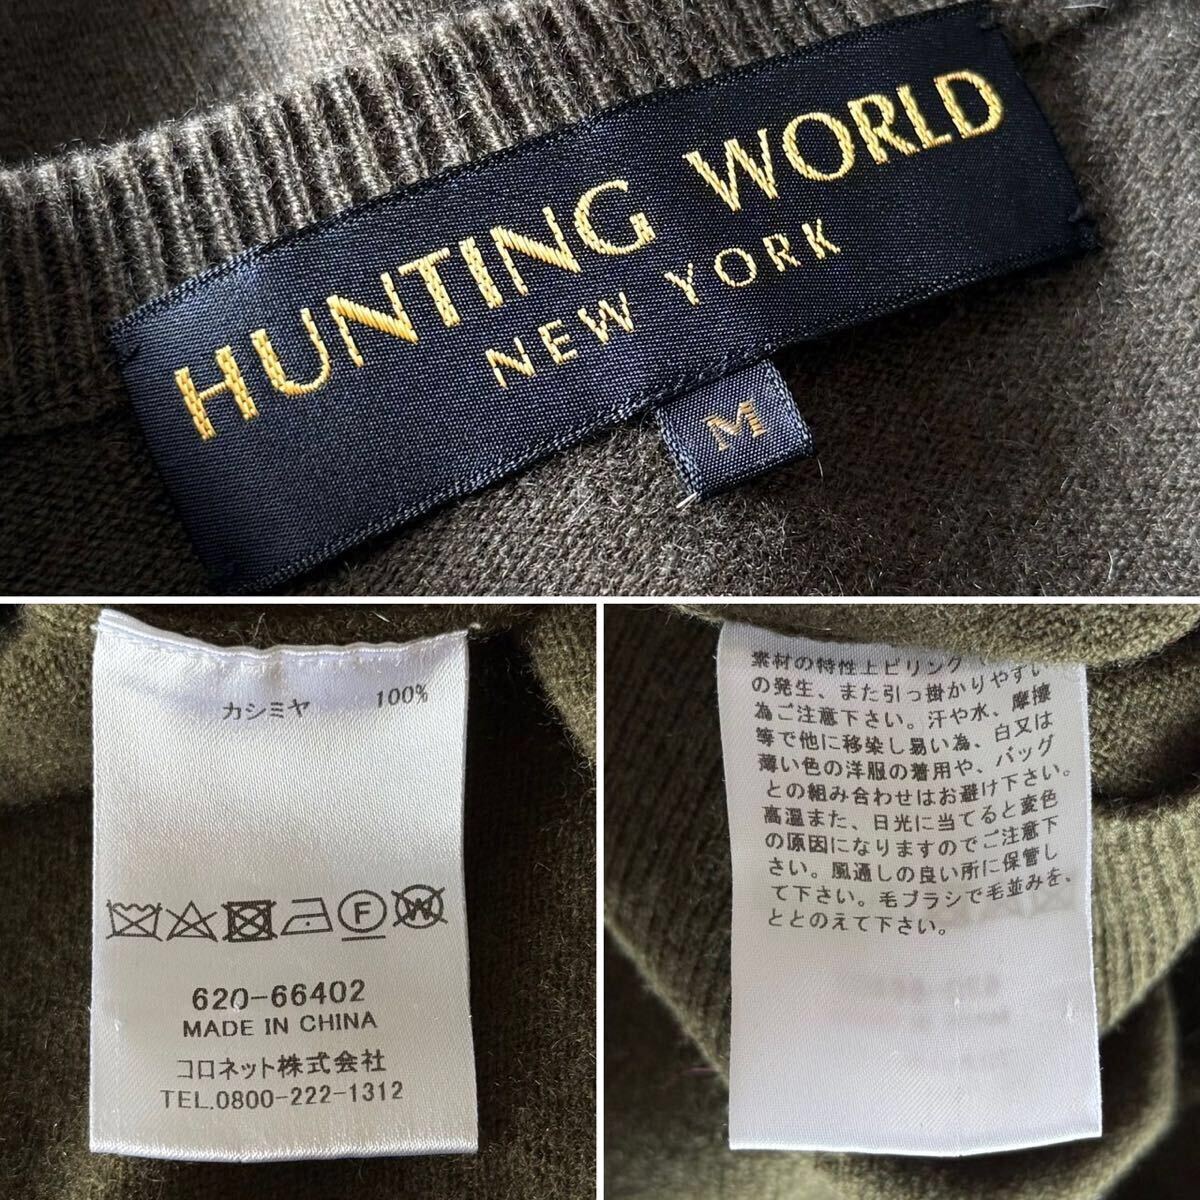 HUNTING WORLD
NEW YORK
M
カシミヤ 100%
F
W
620-66402
MADE IN CHINA
コロネット株式会社
TEL.0800-222-1312
素材の特性上ピリング
の発生、また引っ掛かりやすい
為ご注意下さい。汗や水、摩擦
等で他に移染し易い為、白又は
薄い色の洋服の着用や、バッグ
との組み合わせはお避け下さい。
高温また、日光に当てると変色
の原因になりますのでご注意下
さい。風通しの良い所に保管し
て下さい。毛ブラシで毛並みを、
ととのえて下さい。